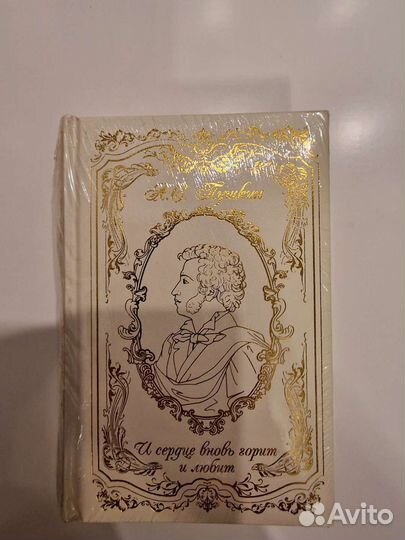 А.С. Пушкин
И сердце вновь горит
и любит
Avito